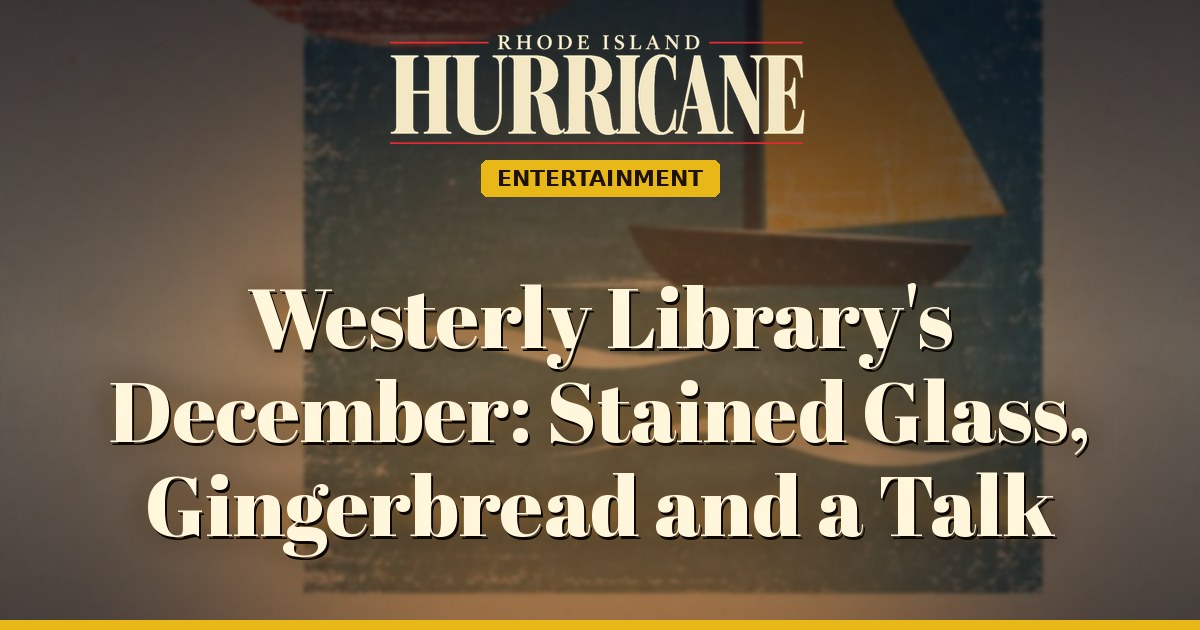 RHODE ISLAND
HURRICANE
ENTERTAINMENT
Westerly Library's
December: Stained Glass,
Gingerbread and a Talk